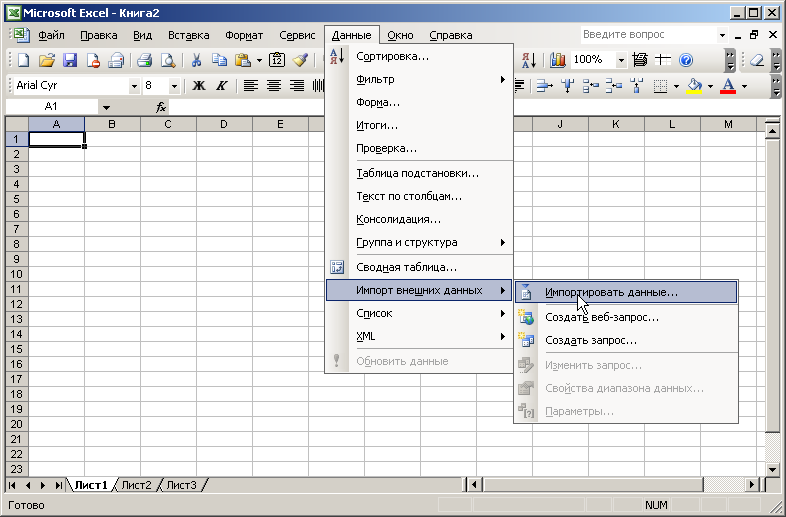 Microsoft Excel - Книга2
Файл Правка Вид Вставка Формат Сервис Данные Окно Справка Введите вопрос
100%
Arial Cyr 8 Ж К
A1 fx
A B C D E J K L M
1
2
3
4
5
6
7
8
9
10
11
12
13
14
15
16
17
18
19
20
21
22
23
Сортировка...
Фильтр
Форма...
Итоги...
Проверка...
Таблица подстановки...
Текст по столбцам...
Консолидация...
Группа и структура
Сводная таблица...
Импорт внешних данных
Список
XML
Обновить данные
Импортировать данные...
Создать веб-запрос...
Создать запрос...
Изменить запрос...
Свойства диапазона данных...
Параметры...
Лист1 Лист2 Лист3
Готово NUM